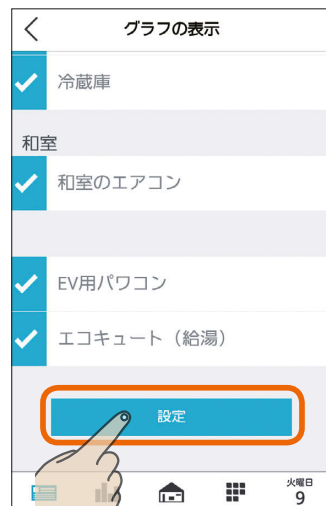 グラフの表示
冷蔵庫
和室
和室のエアコン
EV用パワコン
エコキュート（給湯）
設定
火曜日
9